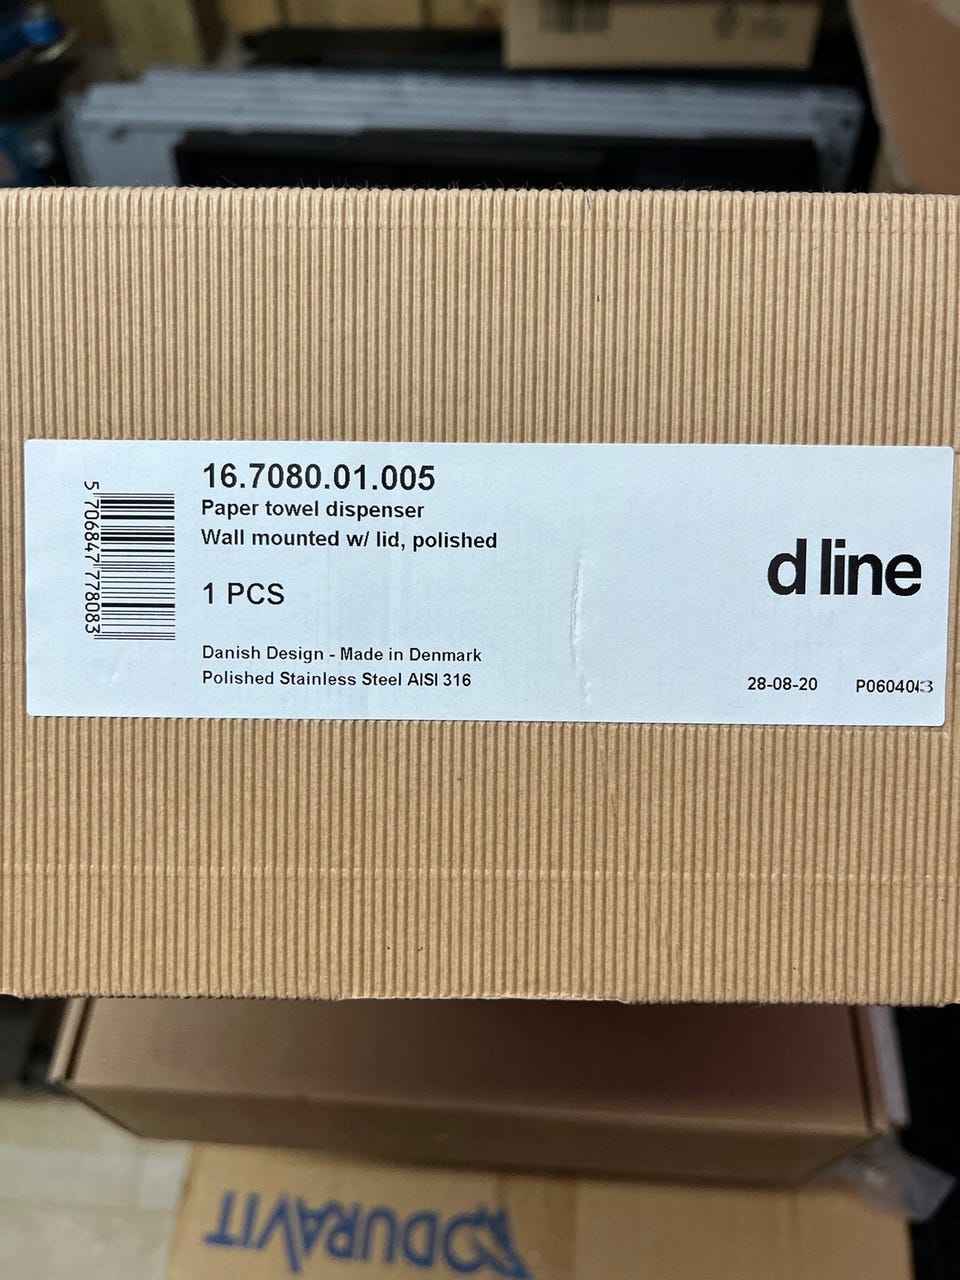 16.7080.01.005
Paper towel dispenser
Wall mounted w/ lid, polished
1 PCS
Danish Design - Made in Denmark
Polished Stainless Steel AISI 316
5 706847 778083
d line
28-08-20
DURAVIT